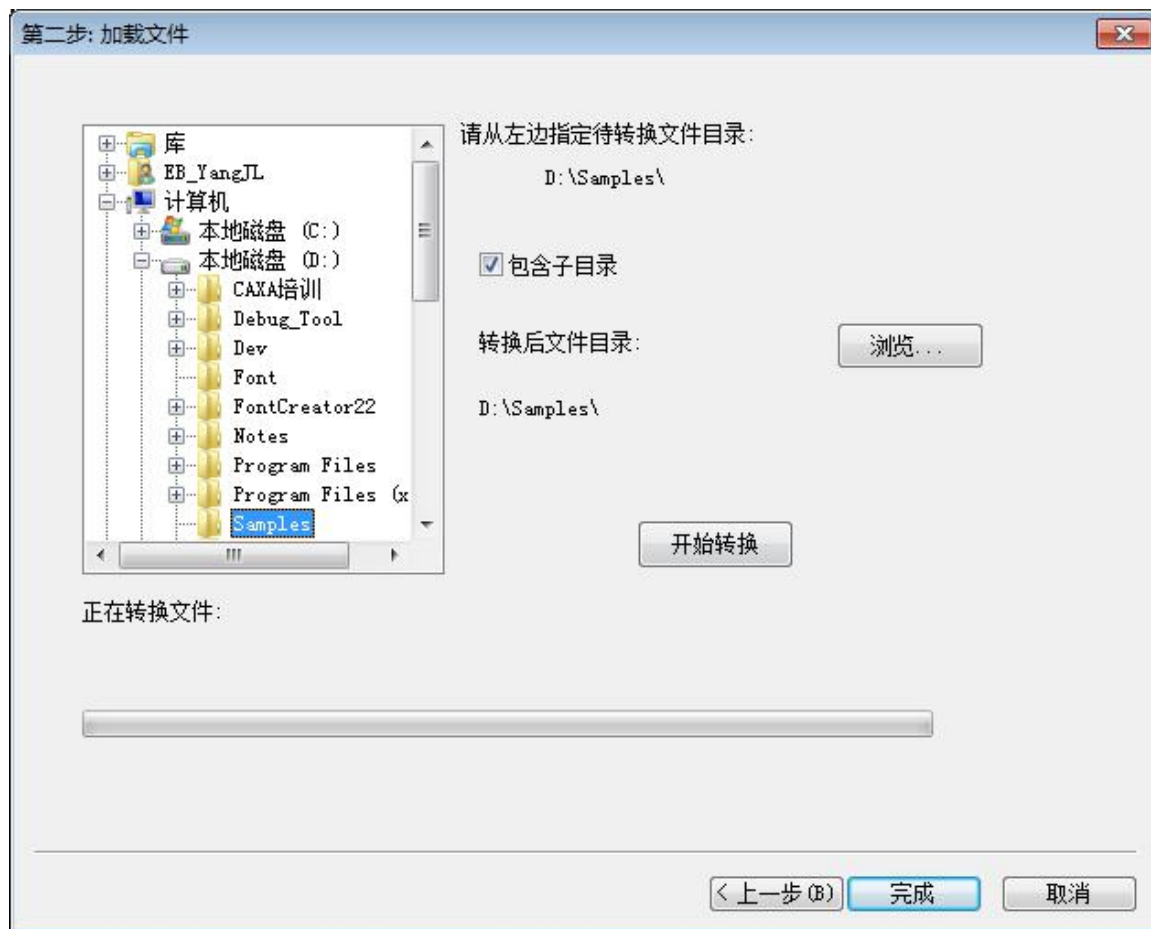 第二步: 加载文件
库
EB_YangJL
计算机
本地磁盘 (C:)
本地磁盘 (D:)
CAXA培训
Debug_Tool
Dev
Font
FontCreator22
Notes
Program Files
Program Files (x
Samples
请从左边指定待转换文件目录:
D:\Samples\
包含子目录
转换后文件目录:
浏览...
D:\Samples\
开始转换
正在转换文件:
< 上一步(B)
完成
取消